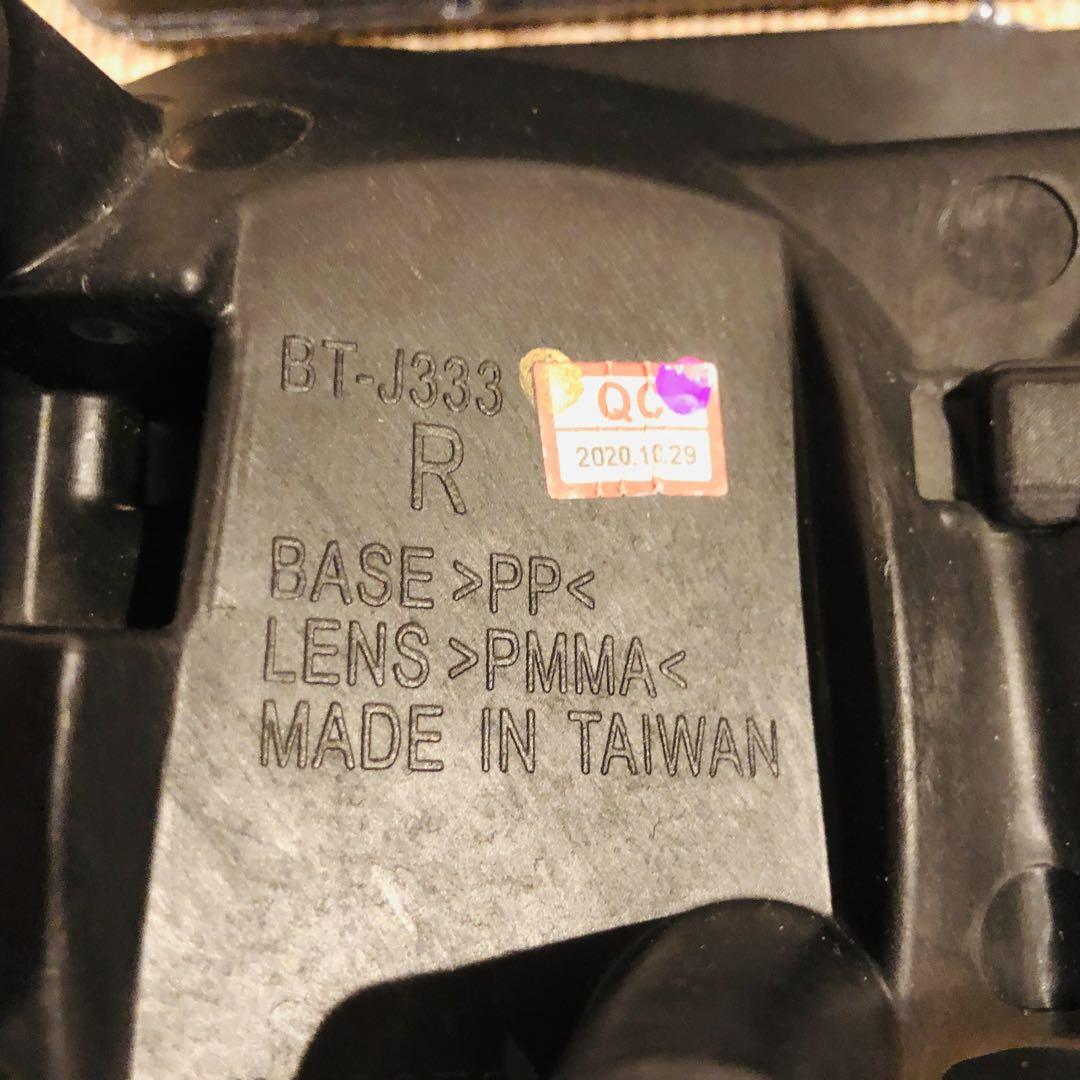 BT-J333
R
QC
2020.10.29
BASE >PP<
LENS >PMMA<
MADE IN TAIWAN